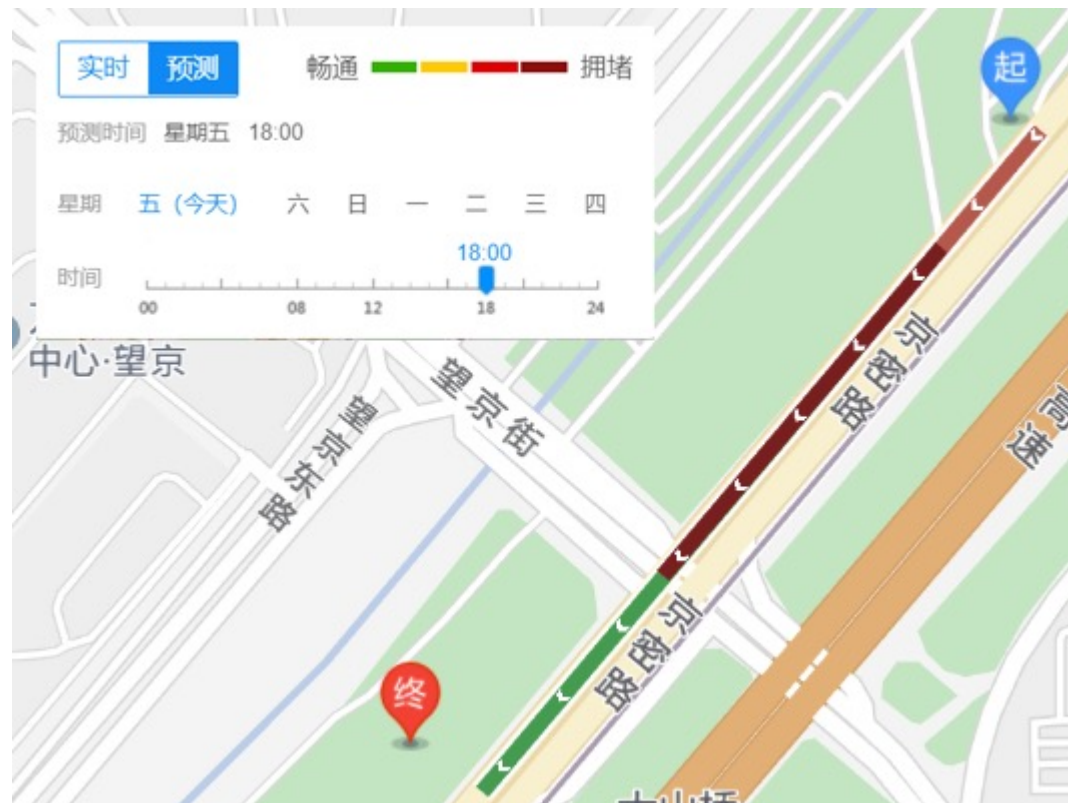 实时 预测 畅通 拥堵
预测时间 星期五 18:00
星期 五 (今天) 六 日 一 二 三 四
18:00
时间
00 08 12 18 24
中心·望京
望京街
望京东路
京密路
京密路
高速
起
终